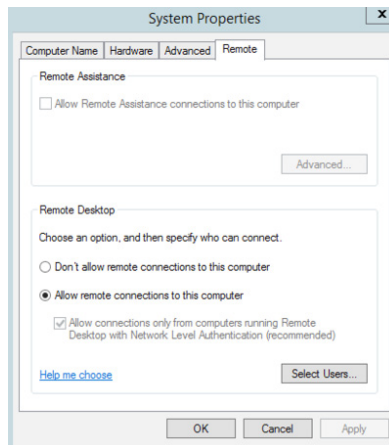 System Properties
x
Computer Name Hardware Advanced Remote
Remote Assistance
Allow Remote Assistance connections to this computer
Advanced...
Remote Desktop
Choose an option, and then specify who can connect.
Don't allow remote connections to this computer
Allow remote connections to this computer
Allow connections only from computers running Remote
Desktop with Network Level Authentication (recommended)
Help me choose Select Users...
OK Cancel Apply